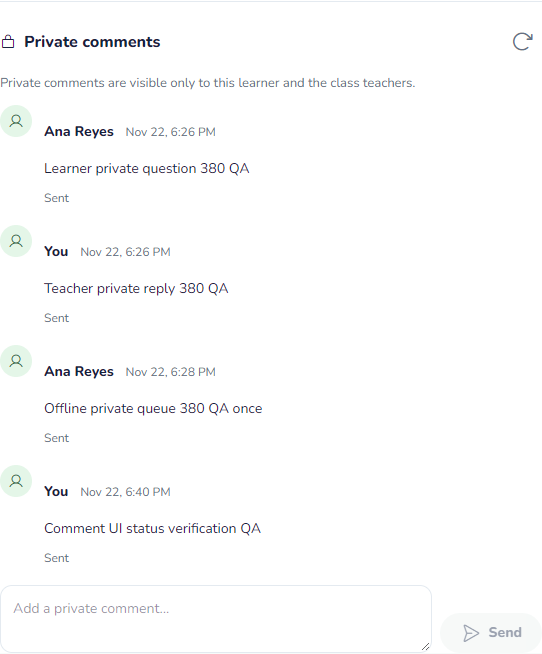 Private comments
Private comments are visible only to this learner and the class teachers.
Ana Reyes Nov 22, 6:26 PM
Learner private question 380 QA
Sent
You Nov 22, 6:26 PM
Teacher private reply 380 QA
Sent
Ana Reyes Nov 22, 6:28 PM
Offline private queue 380 QA once
Sent
You Nov 22, 6:40 PM
Comment UI status verification QA
Sent
Add a private comment...
Send